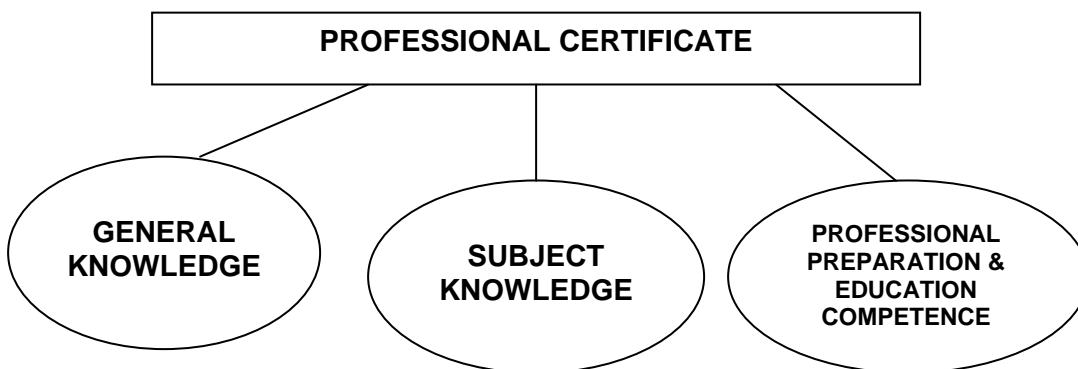 PROFESSIONAL CERTIFICATE
GENERAL
KNOWLEDGE
SUBJECT
KNOWLEDGE
PROFESSIONAL
PREPARATION &
EDUCATION
COMPETENCE